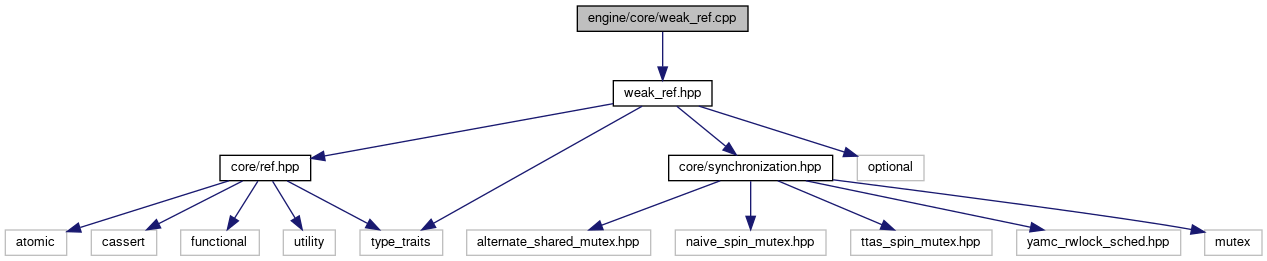 engine/core/weak_ref.cpp
weak_ref.hpp
core/ref.hpp
core/synchronization.hpp
optional
atomic
cassert
functional
utility
type_traits
alternate_shared_mutex.hpp
naive_spin_mutex.hpp
ttas_spin_mutex.hpp
yamc_rwlock_sched.hpp
mutex